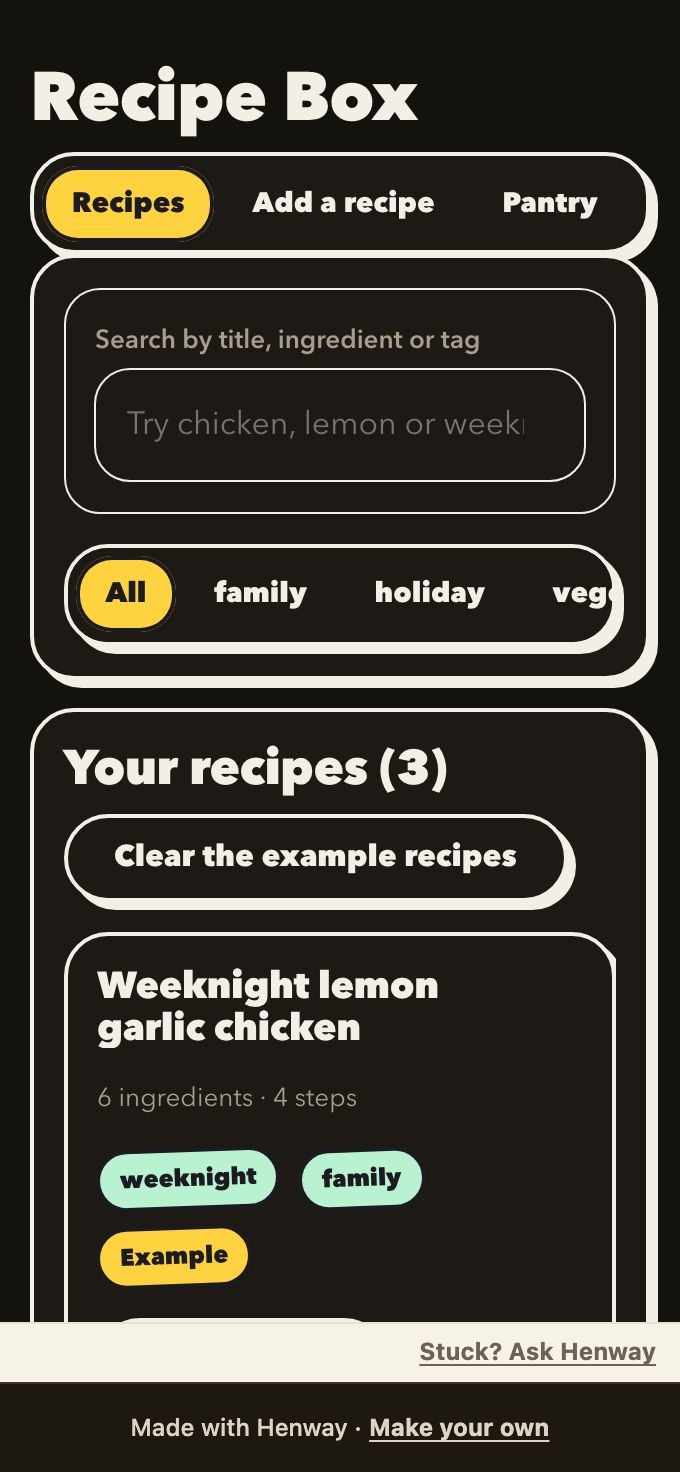 Recipe Box
Recipes Add a recipe Pantry
Search by title, ingredient or tag
Try chicken, lemon or
All family holiday
Your recipes (3)
Clear the example recipes
Weeknight lemon
garlic chicken
6 ingredients · 4 steps
weeknight family
Example
Stuck? Ask Henway
Made with Henway · Make your own